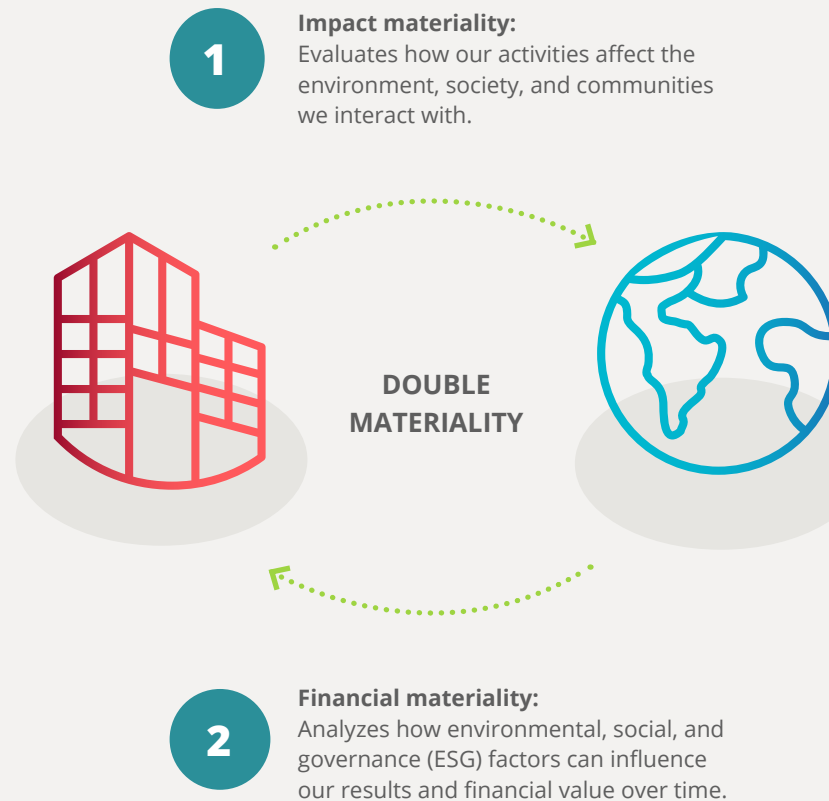 1
Impact materiality:
Evaluates how our activities affect the
environment, society, and communities
we interact with.
DOUBLE
MATERIALITY
2
Financial materiality:
Analyzes how environmental, social, and
governance (ESG) factors can influence
our results and financial value over time.